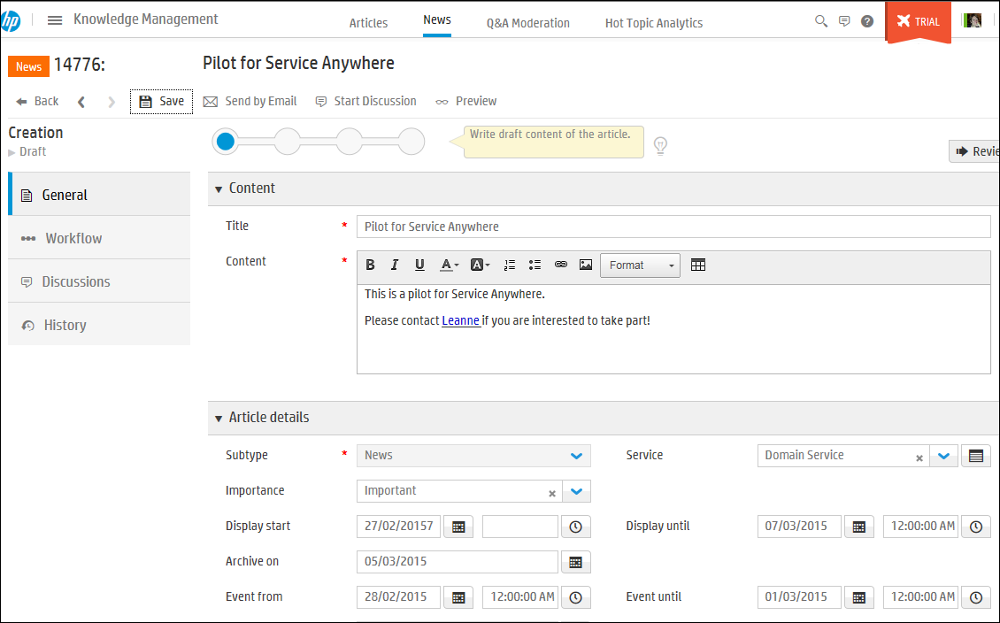 hp Knowledge Management Articles News Q&A Moderation Hot Topic Analytics TRIAL
News 14776: Pilot for Service Anywhere
Back Save Send by Email Start Discussion Preview
Creation
Draft
Write draft content of the article.
Revie
General
Workflow
Discussions
History
Content
Title * Pilot for Service Anywhere
Content *
B I U A A Format
This is a pilot for Service Anywhere.
Please contact Leanne if you are interested to take part!
Article details
Subtype * News Service Domain Service
Importance Important
Display start 27/02/20157 Display until 07/03/2015 12:00:00 AM
Archive on 05/03/2015
Event from 28/02/2015 12:00:00 AM Event until 01/03/2015 12:00:00 AM